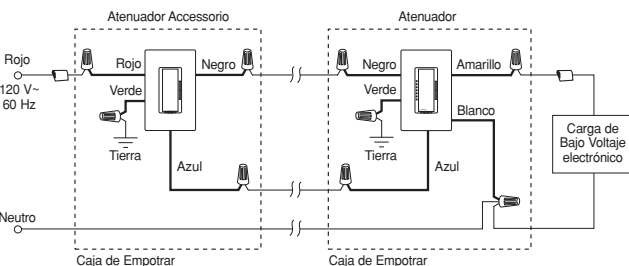 Atenuador Accessorio
Atenuador
Rojo
120 V~
60 Hz
Rojo
Negro
Verde
Tierra
Azul
Negro
Amarillo
Verde
Blanco
Tierra
Azul
Carga de
Bajo Voltaje
electrónico
Neutro
Caja de Empotrar
Caja de Empotrar